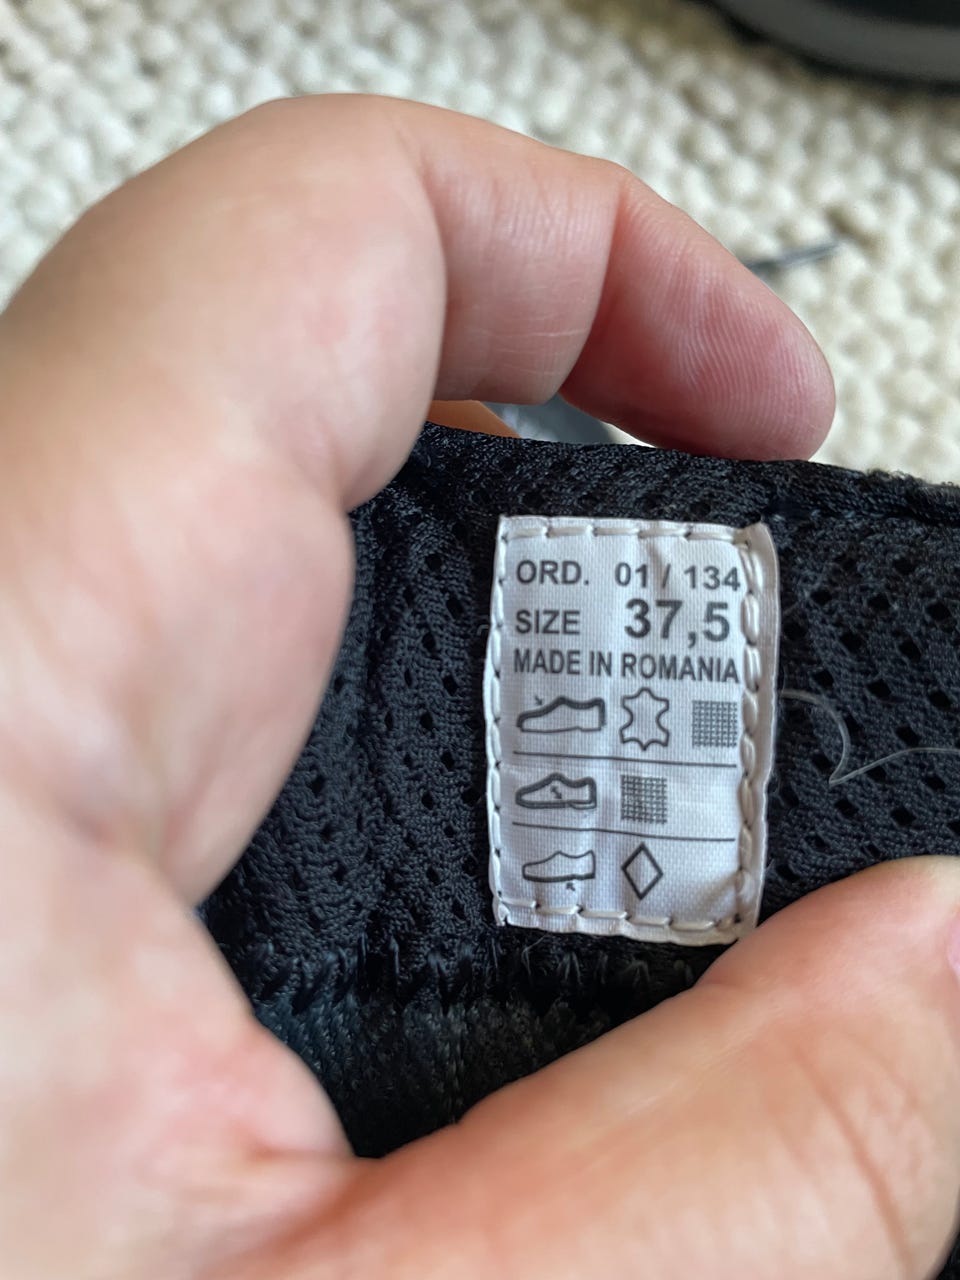 ORD. 01 / 134
SIZE 37,5
MADE IN ROMANIA